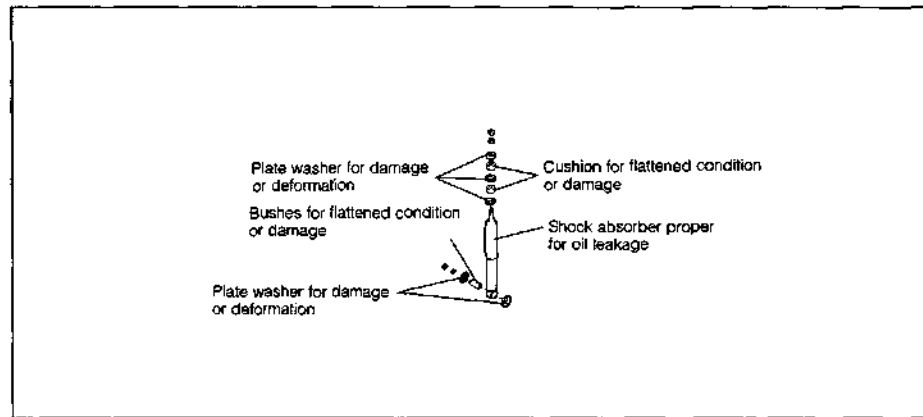 Plate washer for damage
or deformation
Cushion for flattened condition
or damage
Bushes for flattened condition
or damage
Shock absorber proper
for oil leakage
Plate washer for damage
or deformation